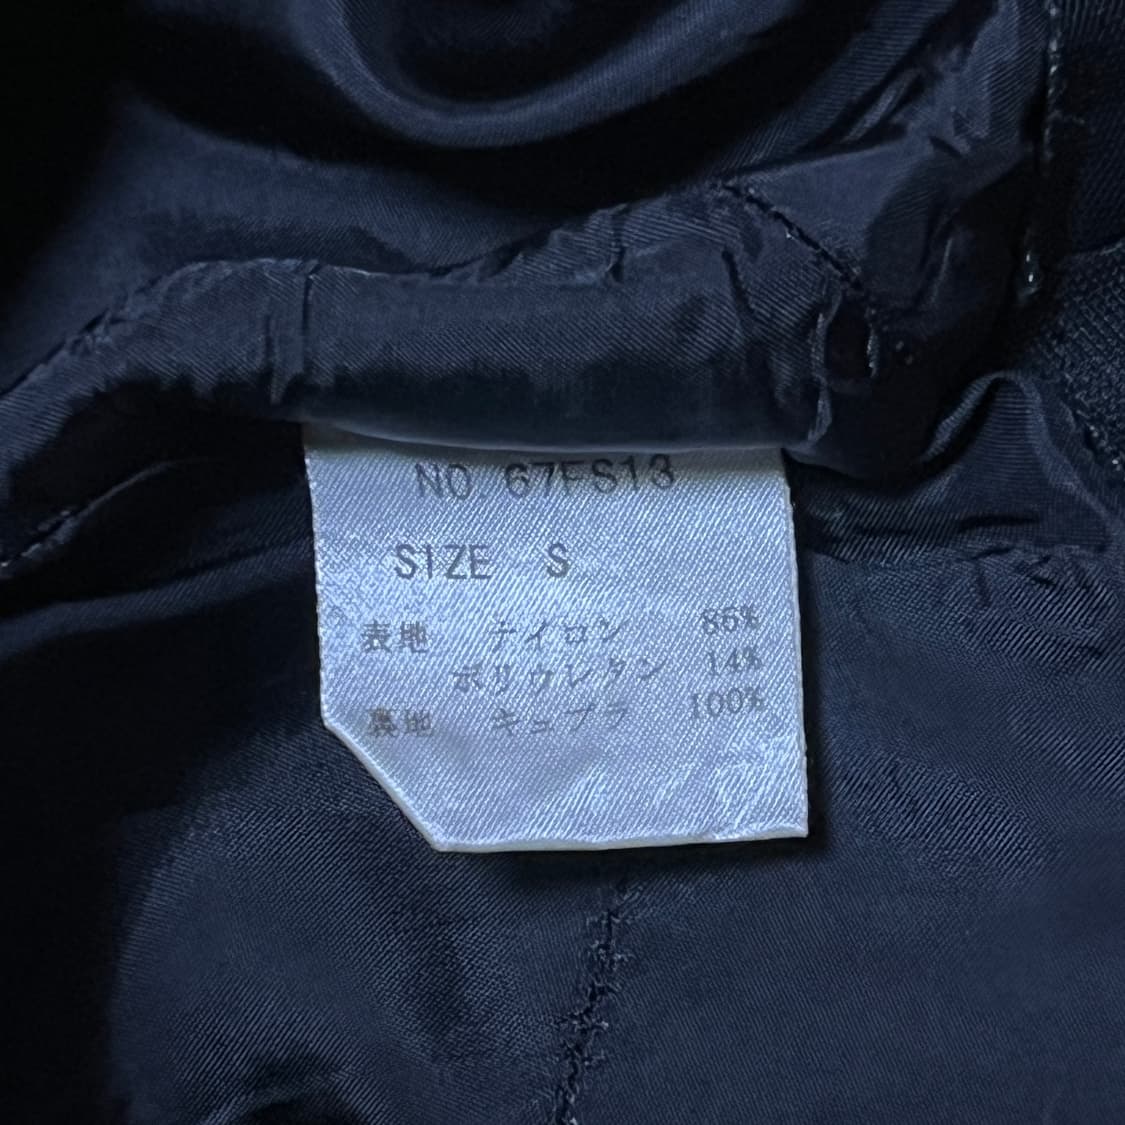 NO. 67FS13
SIZE S
表地 ナイロン 86%
ポリウレタン 14%
裏地 キュプラ 100%